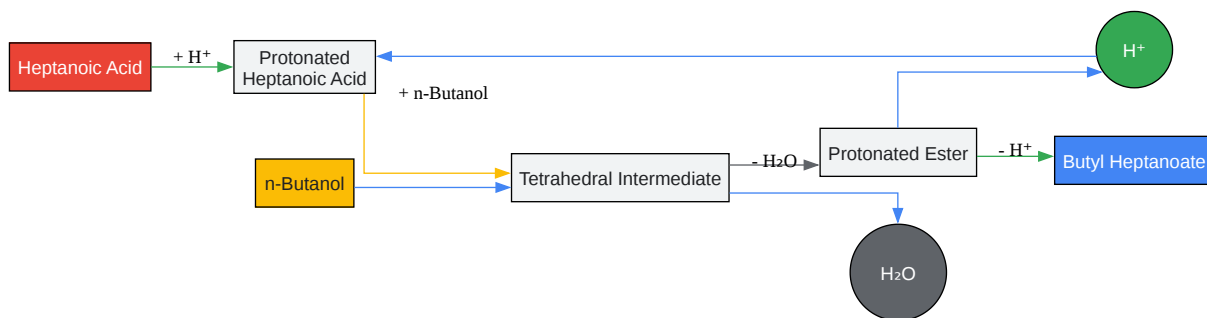 Heptanoic Acid
+ H⁺
Protonated
Heptanoic Acid
H⁺
+ n-Butanol
n-Butanol
Tetrahedral Intermediate
- H₂O
Protonated Ester
- H⁺
Butyl Heptanoate
H₂O